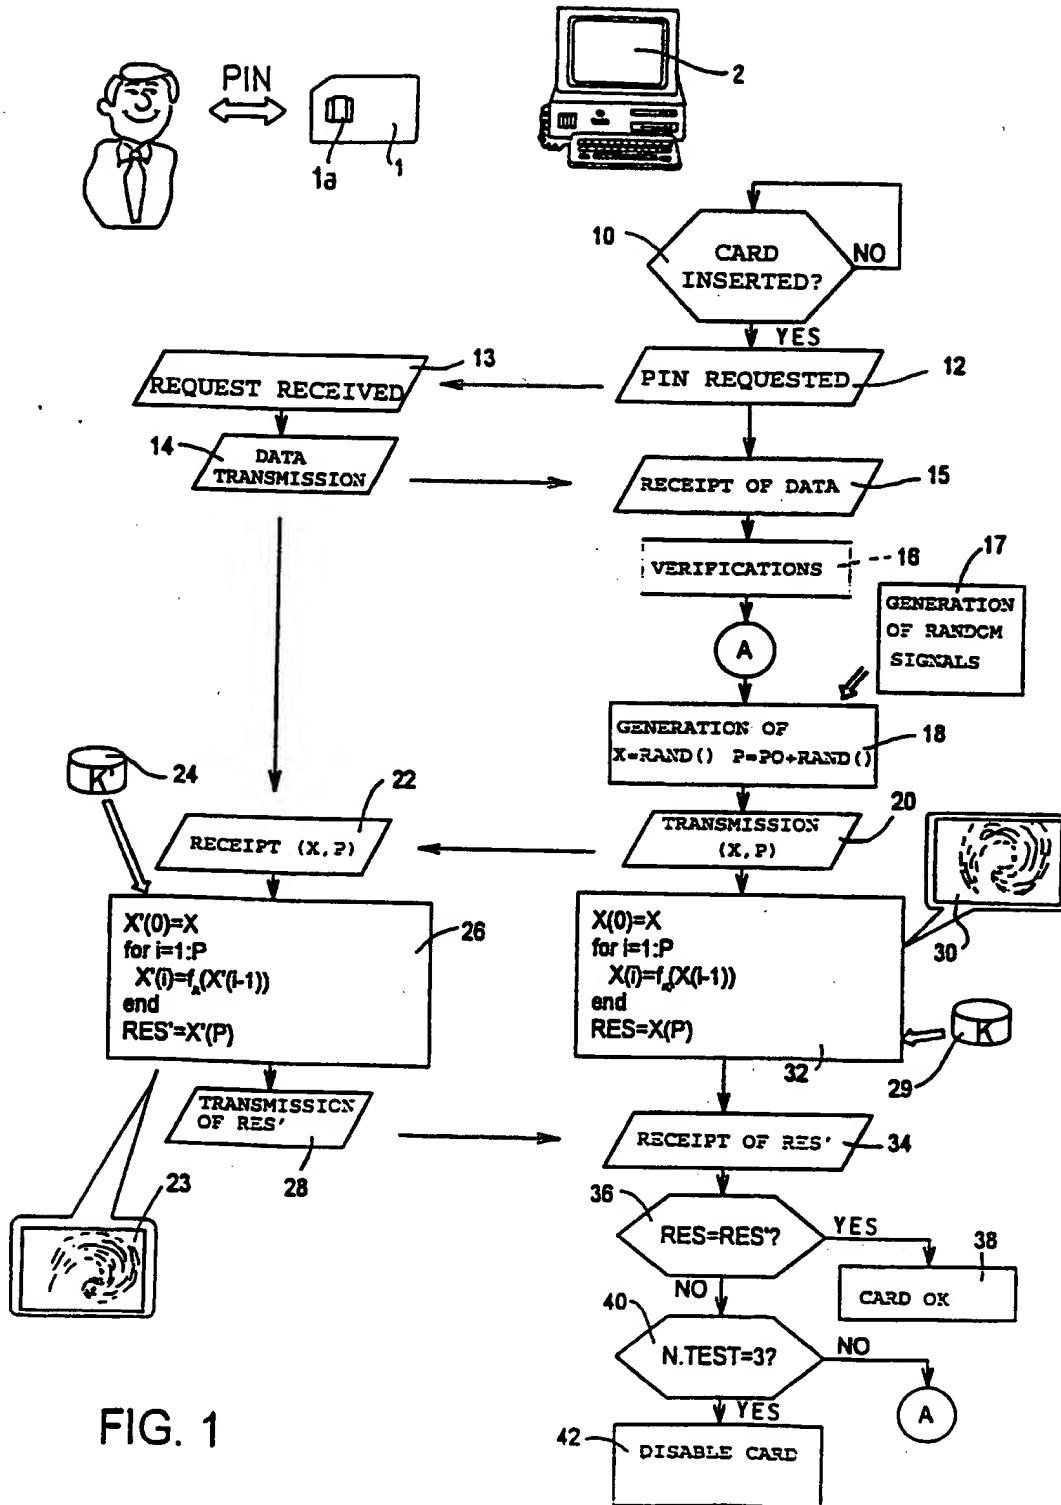 PIN
1a
1
2
10
CARD
INSERTED?
NO
YES
13
REQUEST RECEIVED
PIN REQUESTED
12
14
DATA
TRANSMISSION
RECEIPT OF DATA
15
VERIFICATIONS
16
17
GENERATION
OF RANDOM
SIGNALS
A
GENERATION OF
X=RAND() P=PO+RAND()
18
K'
24
22
RECEIPT (X,P)
TRANSMISSION
(X,P)
20
30
X'(0)=X
for i=1:P
X'(i)=f (X'(i-1))
end
RES'=X'(P)
26
X(0)=X
for i=1:P
X(i)=f (X(i-1))
end
RES=X(P)
32
K
29
TRANSMISSION
OF RES'
28
RECEIPT OF RES'
34
23
36
RES=RES'?
YES
38
CARD OK
NO
40
N.TEST=3?
NO
A
YES
42
DISABLE CARD
FIG. 1